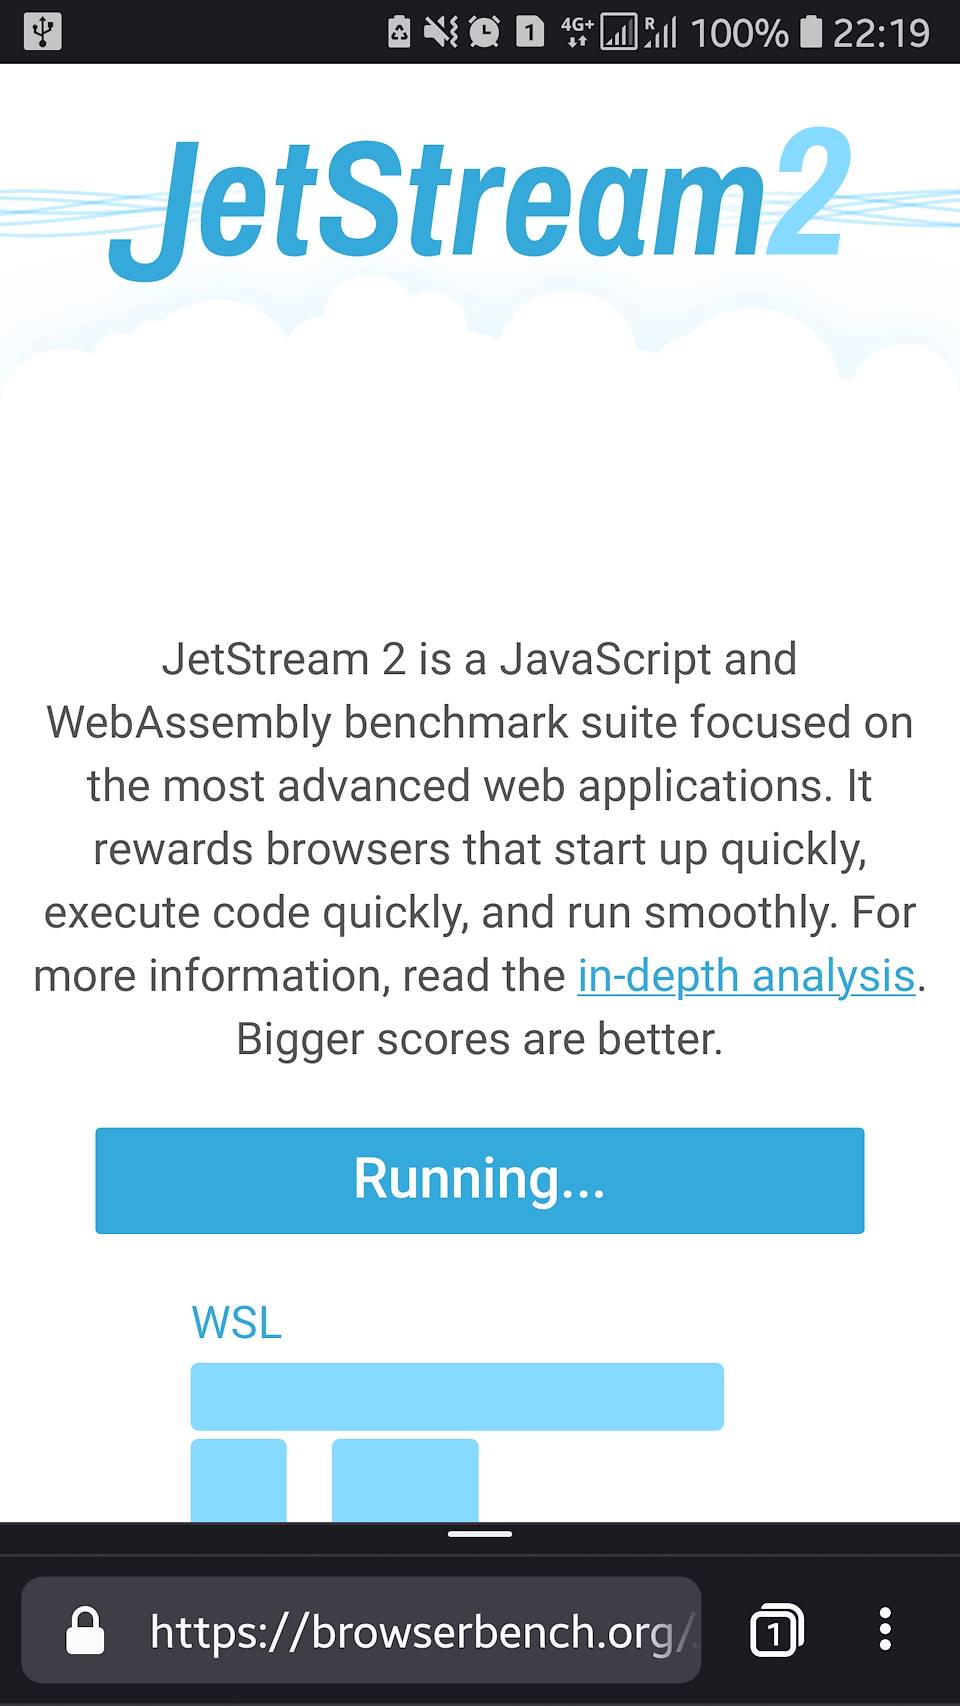 1 4G+ R 100% 22:19
JetStream2
JetStream 2 is a JavaScript and
WebAssembly benchmark suite focused on
the most advanced web applications. It
rewards browsers that start up quickly,
execute code quickly, and run smoothly. For
more information, read the in-depth analysis.
Bigger scores are better.
Running...
WSL
https://browserbench.org/
1